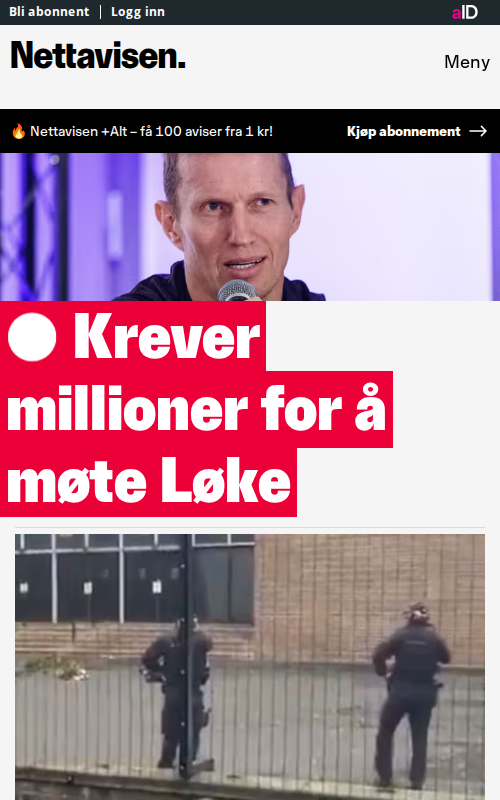 Bli abonnent
Logg inn
aID
Nettavisen.
Meny
🔥 Nettavisen +Alt – få 100 aviser fra 1 kr!
Kjøp abonnement →
Krever
millioner for å
møte Løke